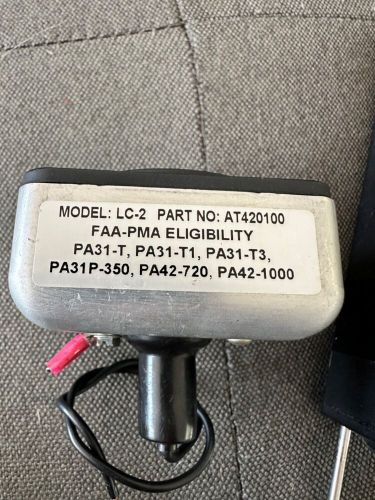 MODEL: LC-2 PART NO: AT420100
FAA-PMA ELIGIBILITY
PA31-T, PA31-T1, PA31-T3,
PA31P-350, PA42-720, PA42-1000